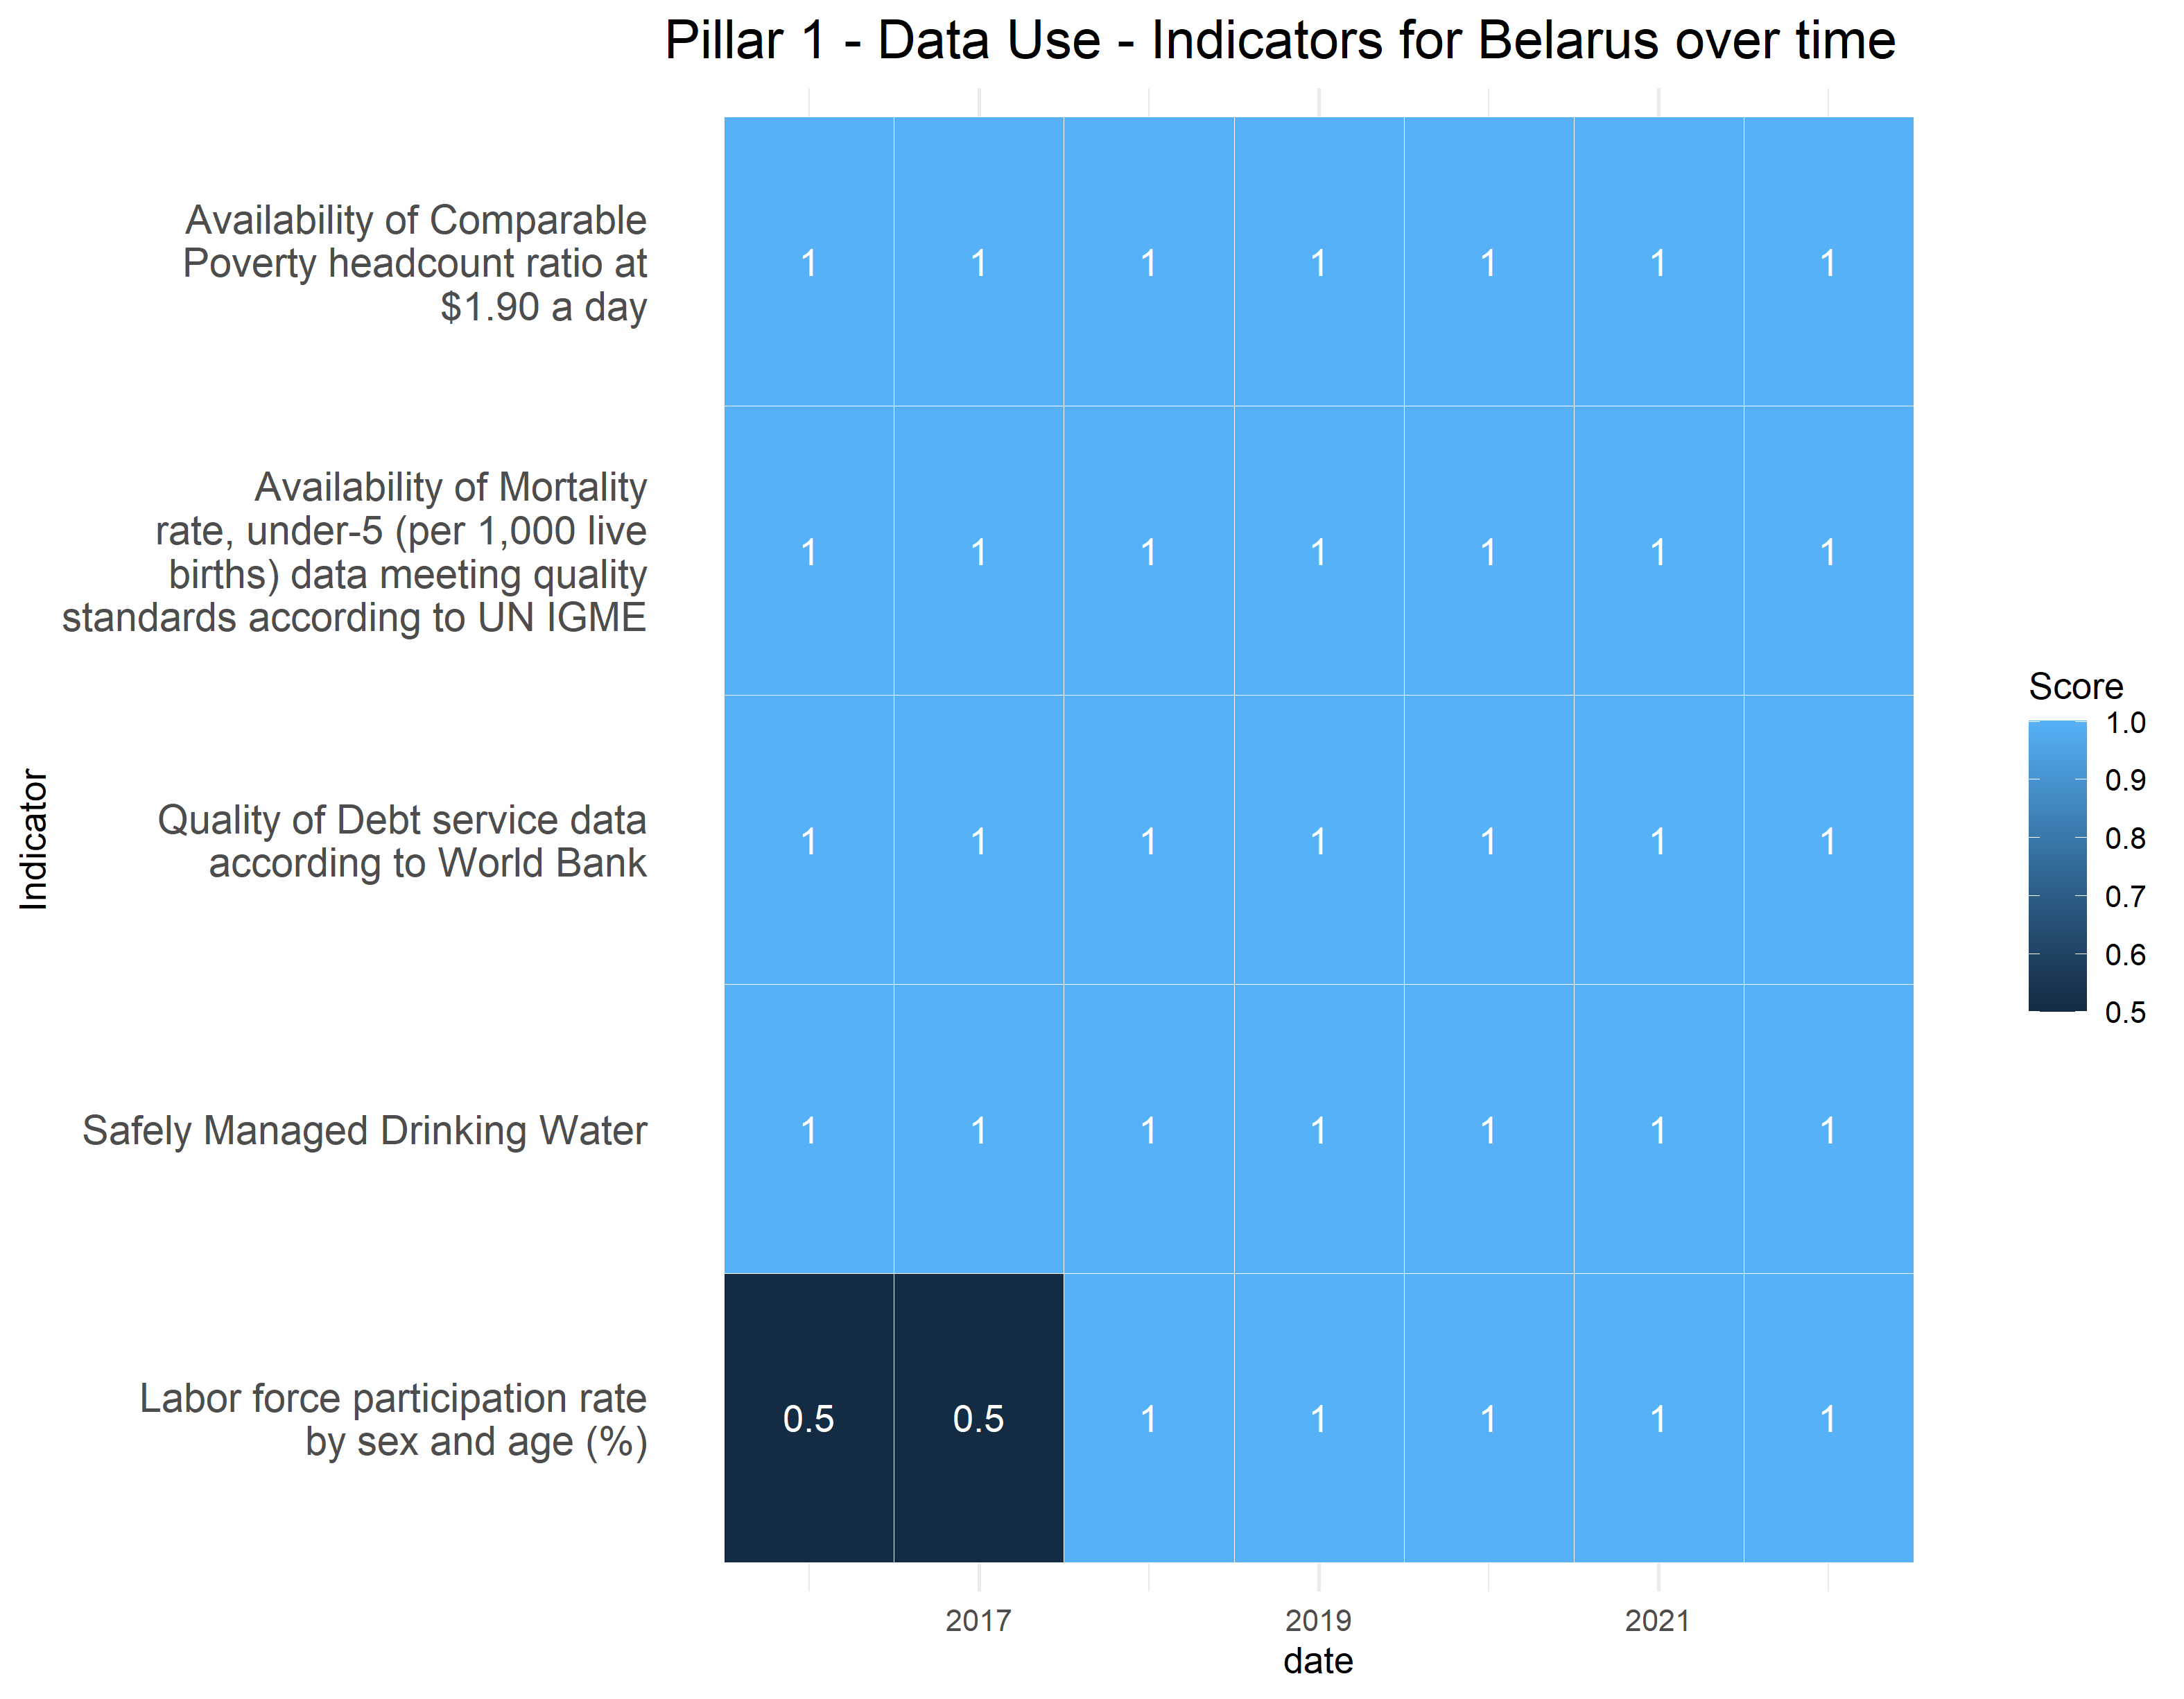 Pillar 1 - Data Use - Indicators for Belarus over time
Indicator
Availability of Comparable
Poverty headcount ratio at
$1.90 a day
1 1 1 1 1 1 1
Availability of Mortality
rate, under-5 (per 1,000 live
births) data meeting quality
standards according to UN IGME
1 1 1 1 1 1 1
Quality of Debt service data
according to World Bank
1 1 1 1 1 1 1
Safely Managed Drinking Water
1 1 1 1 1 1 1
Labor force participation rate
by sex and age (%)
0.5 0.5 1 1 1 1 1
2017 2019 2021
date
Score
1.0
0.9
0.8
0.7
0.6
0.5